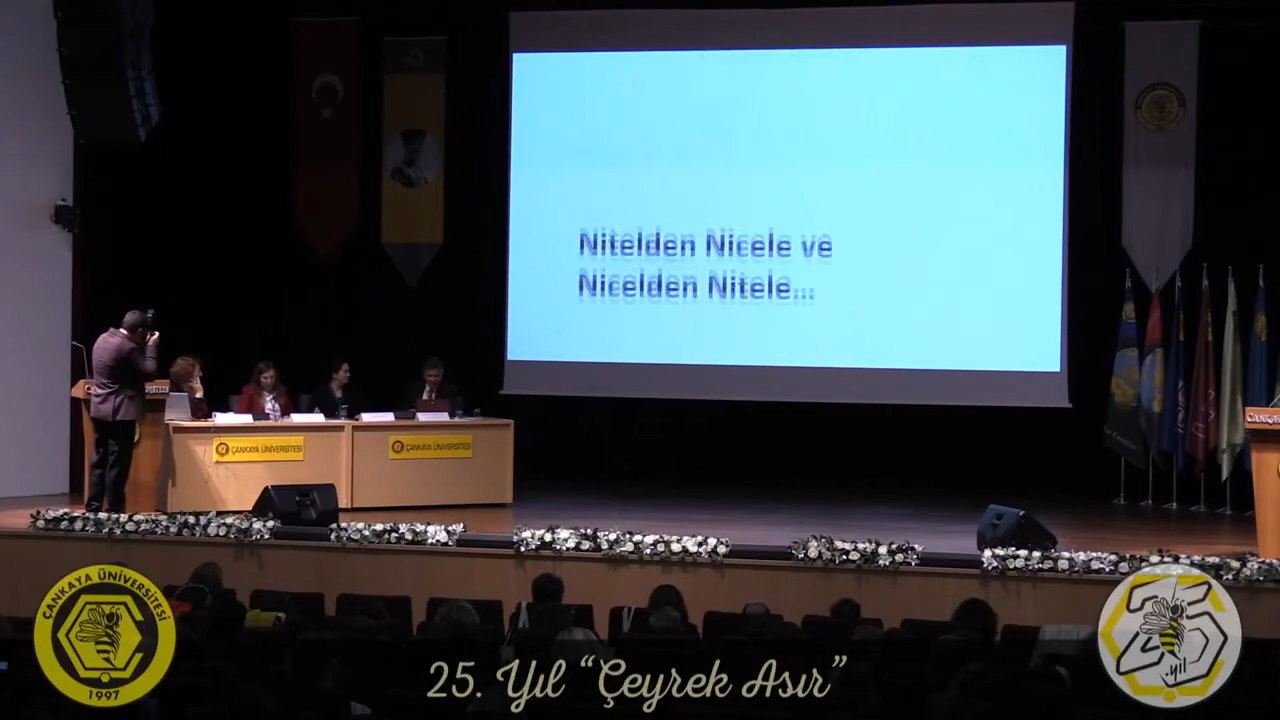 Nitelden Nicele ve
Nicelden Nitele...
ÇANKAYA ÜNİVERSİTESİ
ÇANKAYA ÜNİVERSİTESİ
ÇANKAYA ÜNİVERSİTESİ
1997
25. Yıl “Çeyrek Asır”
25
.yıl